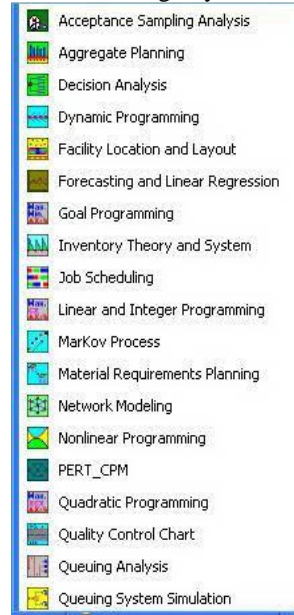 Acceptance Sampling Analysis
Aggregate Planning
Decision Analysis
Dynamic Programming
Facility Location and Layout
Forecasting and Linear Regression
Goal Programming
Inventory Theory and System
Job Scheduling
Linear and Integer Programming
MarKov Process
Material Requirements Planning
Network Modeling
Nonlinear Programming
PERT_CPM
Quadratic Programming
Quality Control Chart
Queuing Analysis
Queuing System Simulation